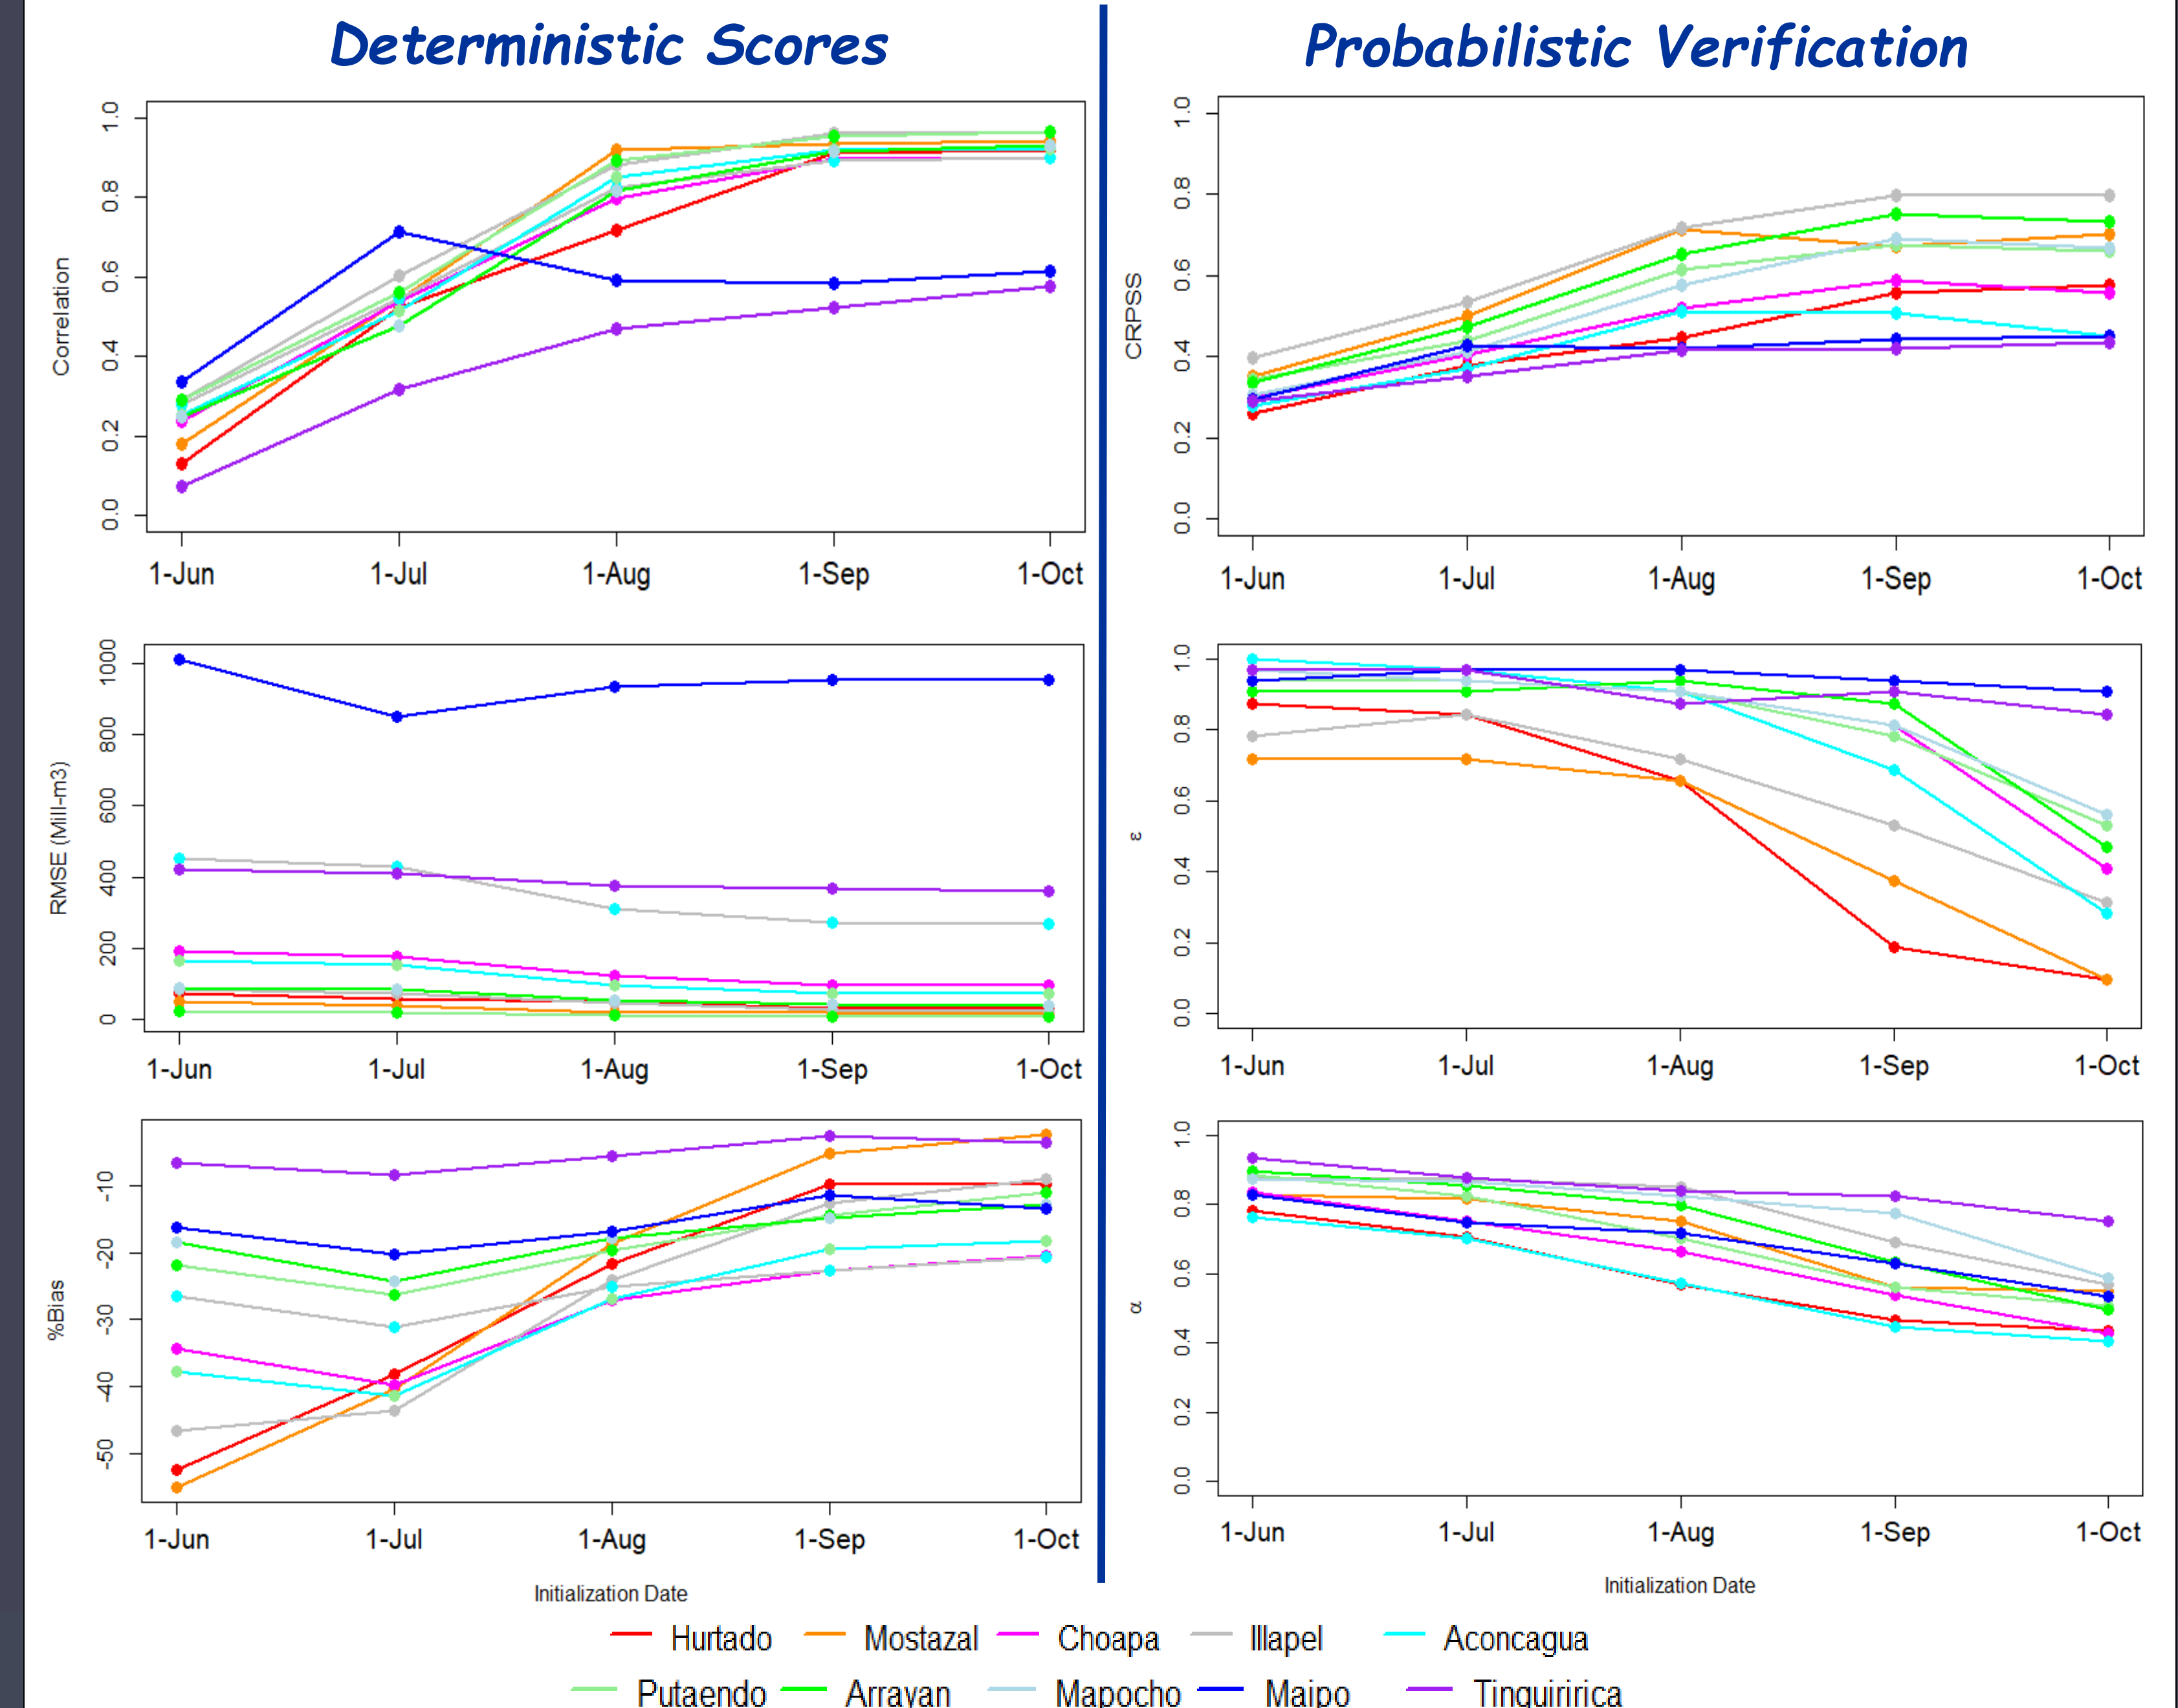 Deterministic Scores
Probabilistic Verification
Correlation
1.0
0.8
0.6
0.4
0.2
0.0
1-Jun 1-Jul 1-Aug 1-Sep 1-Oct
CRPSS
1.0
0.8
0.6
0.4
0.2
0.0
1-Jun 1-Jul 1-Aug 1-Sep 1-Oct
RMSE (Mill-m3)
1000
800
600
400
200
0
1-Jun 1-Jul 1-Aug 1-Sep 1-Oct
ε
1.0
0.8
0.6
0.4
0.2
0.0
1-Jun 1-Jul 1-Aug 1-Sep 1-Oct
%Bias
-10
-20
-30
-40
-50
1-Jun 1-Jul 1-Aug 1-Sep 1-Oct
Initialization Date
α
1.0
0.8
0.6
0.4
0.2
0.0
1-Jun 1-Jul 1-Aug 1-Sep 1-Oct
Initialization Date
Hurtado Mostazal Choapa Illapel Aconcagua
Putaendo Arrayan Mapocho Maipo Tinguiririca